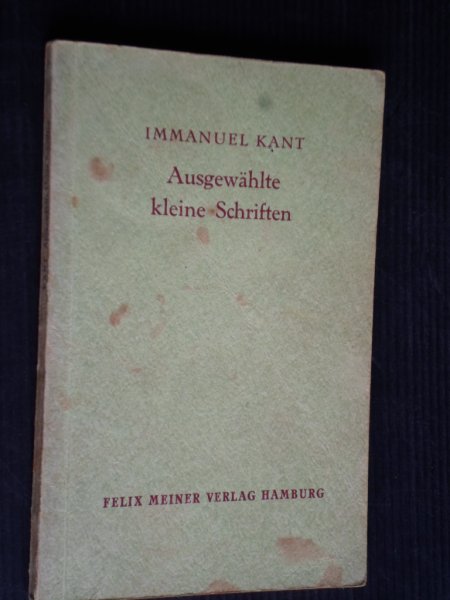 IMMANUEL KANT
Ausgewählte
kleine Schriften
FELIX MEINER VERLAG HAMBURG